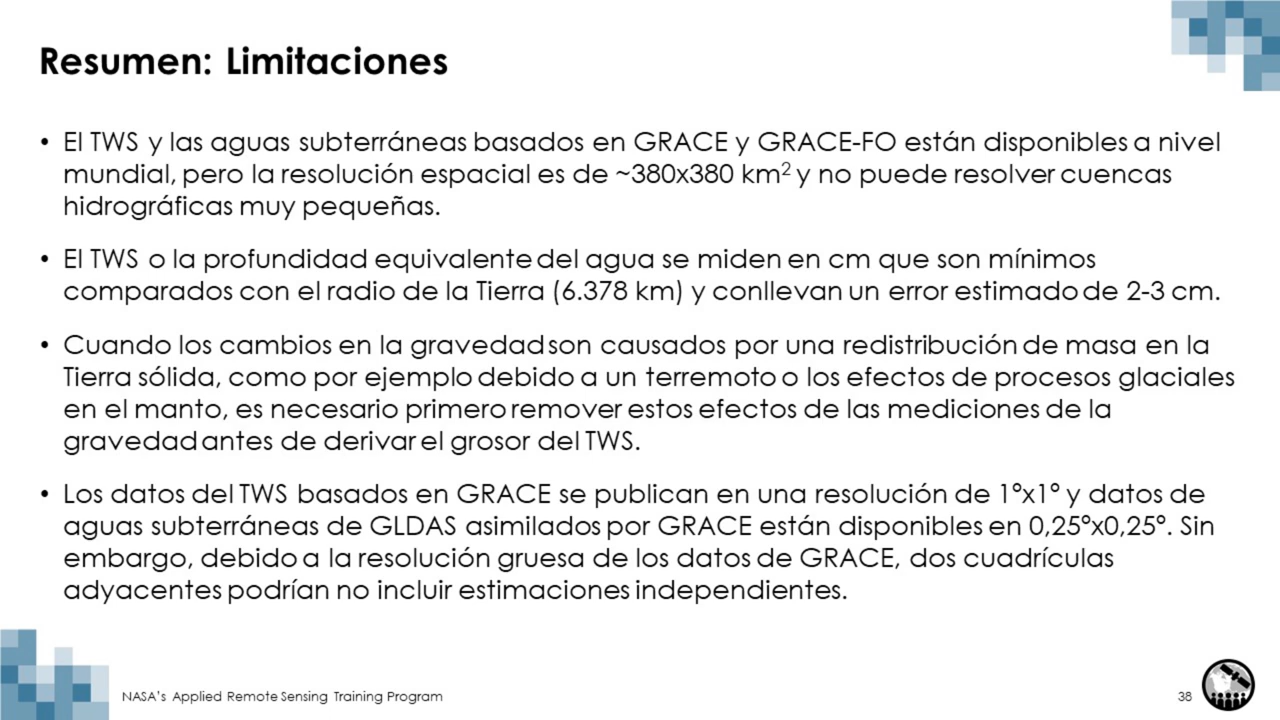 Resumen: Limitaciones
• El TWS y las aguas subterráneas basados en GRACE y GRACE-FO están disponibles a nivel
mundial, pero la resolución espacial es de ~380x380 km² y no puede resolver cuencas
hidrográficas muy pequeñas.
• El TWS o la profundidad equivalente del agua se miden en cm que son mínimos
comparados con el radio de la Tierra (6.378 km) y conllevan un error estimado de 2-3 cm.
• Cuando los cambios en la gravedad son causados por una redistribución de masa en la
Tierra sólida, como por ejemplo debido a un terremoto o los efectos de procesos glaciales
en el manto, es necesario primero remover estos efectos de las mediciones de la
gravedad antes de derivar el grosor del TWS.
• Los datos del TWS basados en GRACE se publican en una resolución de 1°x1° y datos de
aguas subterráneas de GLDAS asimilados por GRACE están disponibles en 0,25°x0,25°. Sin
embargo, debido a la resolución gruesa de los datos de GRACE, dos cuadrículas
adyacentes podrían no incluir estimaciones independientes.
NASA's Applied Remote Sensing Training Program
38